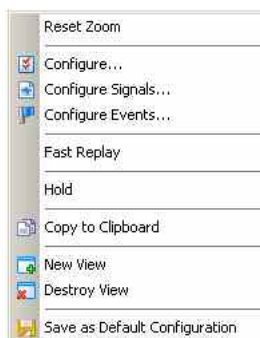 Reset Zoom
Configure...
Configure Signals...
Configure Events...
Fast Replay
Hold
Copy to Clipboard
New View
Destroy View
Save as Default Configuration